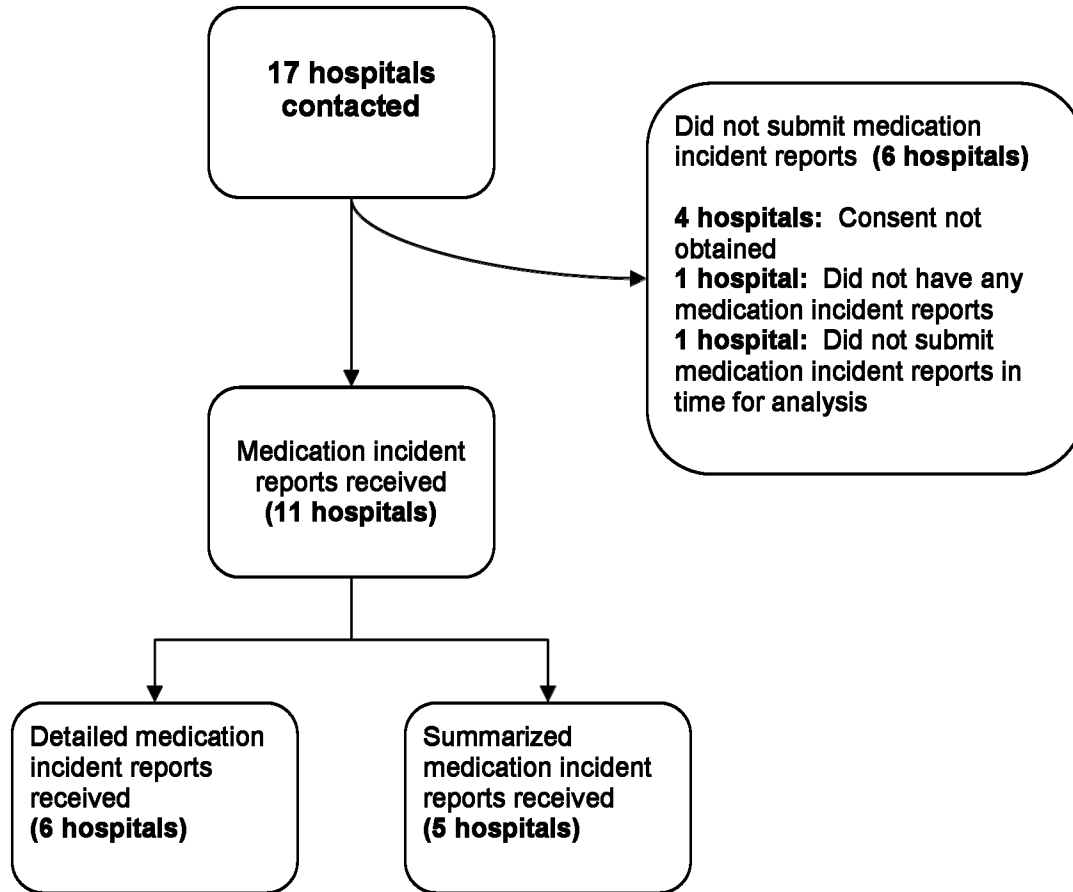 17 hospitals
contacted
Did not submit medication
incident reports (6 hospitals)
4 hospitals: Consent not
obtained
1 hospital: Did not have any
medication incident reports
1 hospital: Did not submit
medication incident reports in
time for analysis
Medication incident
reports received
(11 hospitals)
Detailed medication
incident reports
received
(6 hospitals)
Summarized
medication incident
reports received
(5 hospitals)